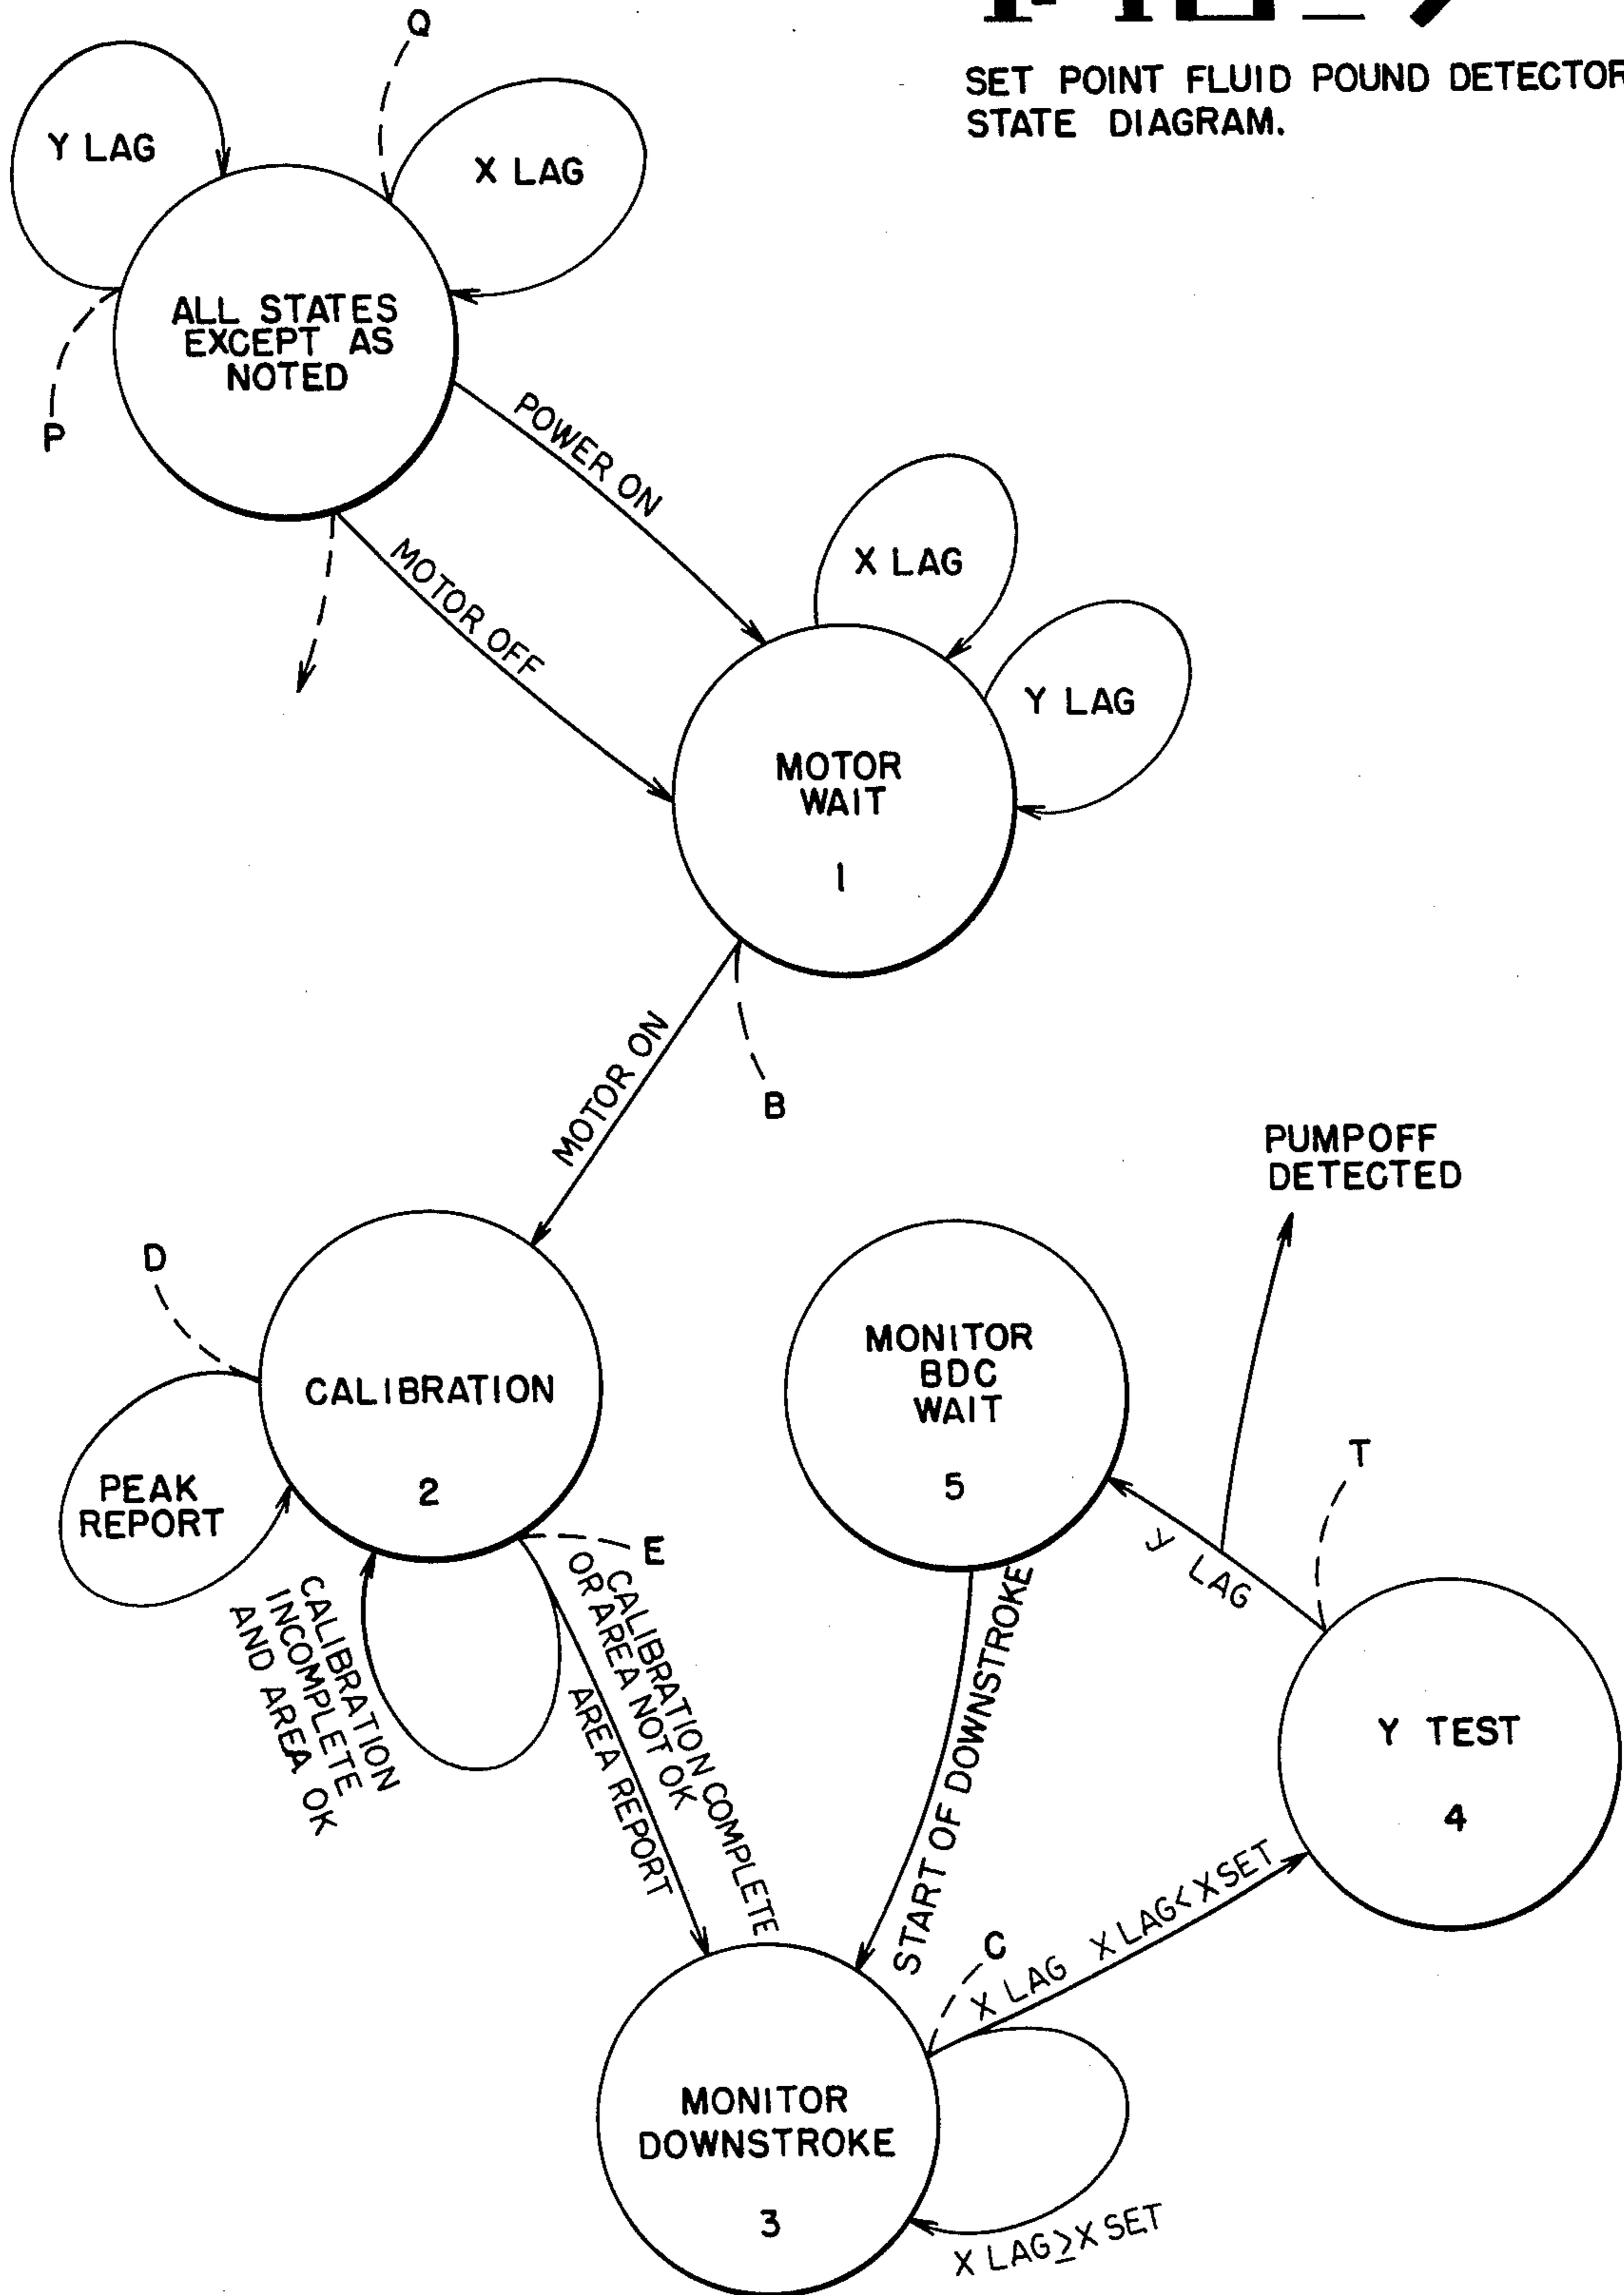 SET POINT FLUID POUND DETECTOR
STATE DIAGRAM.
Q
Y LAG
X LAG
ALL STATES
EXCEPT AS
NOTED
P
POWER ON
MOTOR OFF
X LAG
Y LAG
MOTOR
WAIT
1
MOTOR ON
B
PUMPOFF
DETECTED
D
CALIBRATION
2
PEAK
REPORT
MONITOR
BDC
WAIT
5
T
Y LAG
E
CALIBRATION
INCOMPLETE
AND AREA OK
CALIBRATION COMPLETE
OR AREA NOT OK
AREA REPORT
START OF DOWNSTROKE
Y TEST
4
C
X LAG X LAG<X SET
MONITOR
DOWNSTROKE
3
X LAG≥X SET